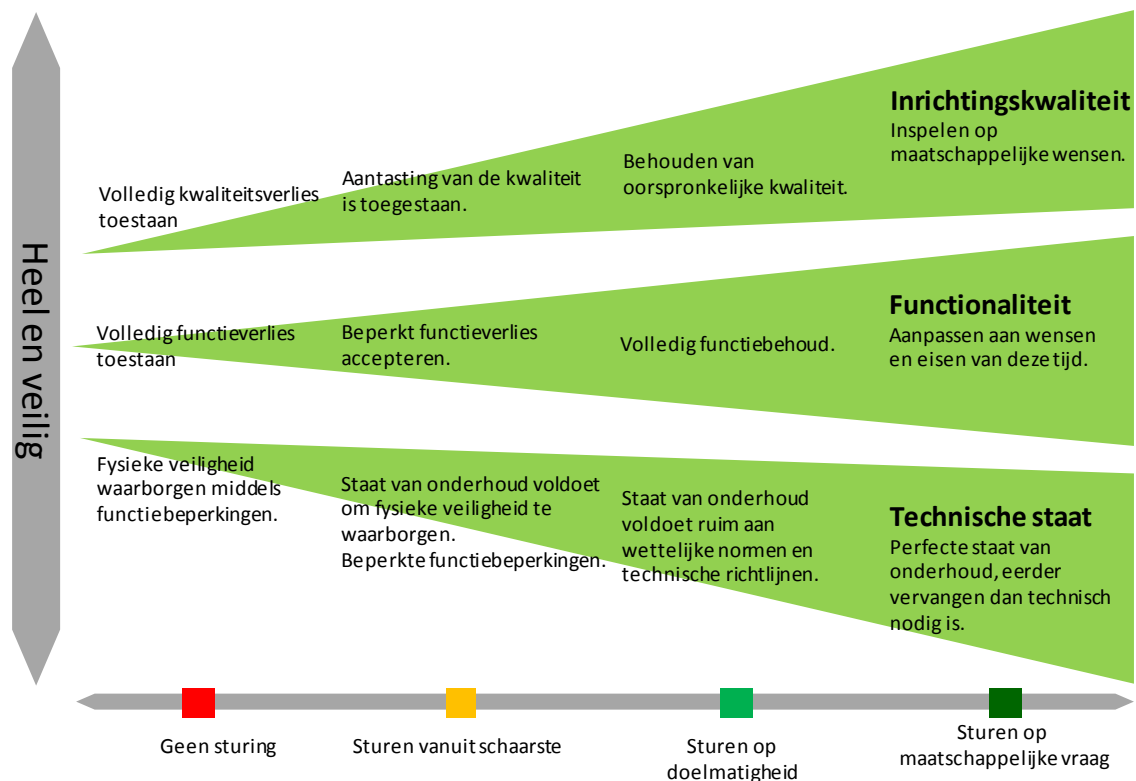 Heel en veilig
Inrichtingskwaliteit
Inspelen op
maatschappelijke wensen.
Behouden van
oorspronkelijke kwaliteit.
Aantasting van de kwaliteit
is toegestaan.
Volledig kwaliteitsverlies
toestaan
Functionaliteit
Aanpassen aan wensen
en eisen van deze tijd.
Volledig functiebehoud.
Beperkt functieverlies
accepteren.
Volledig functieverlies
toestaan
Fysieke veiligheid
waarborgen middels
functiebeperkingen.
Staat van onderhoud voldoet
om fysieke veiligheid te
waarborgen.
Beperkte functiebeperkingen.
Staat van onderhoud
voldoet ruim aan
wettelijke normen en
technische richtlijnen.
Technische staat
Perfecte staat van
onderhoud, eerder
vervangen dan technisch
nodig is.
Geen sturing
Sturen vanuit schaarste
Sturen op
doelmatigheid
Sturen op
maatschappelijke vraag